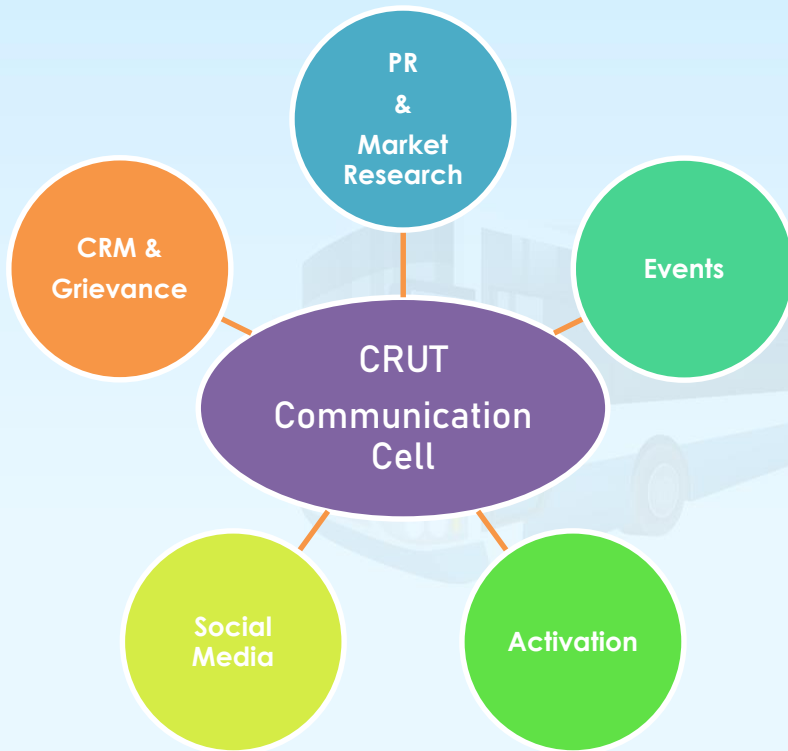 PR
&
Market
Research
CRM &
Grievance
Events
CRUT
Communication
Cell
Social
Media
Activation